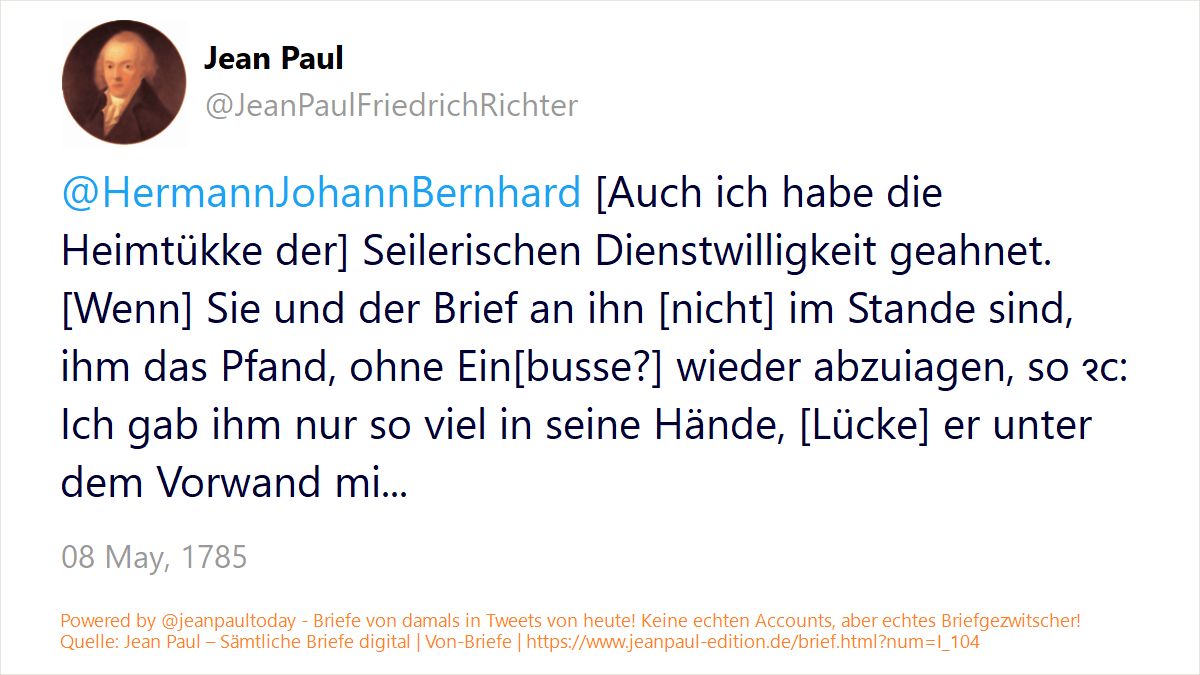 Jean Paul
@JeanPaulFriedrichRichter
@HermannJohannBernhard [Auch ich habe die
Heimtükke der] Seilerischen Dienstwilligkeit geahnet.
[Wenn] Sie und der Brief an ihn [nicht] im Stande sind,
ihm das Pfand, ohne Ein[busse?] wieder abzuiagen, so ꝛc:
Ich gab ihm nur so viel in seine Hände, [Lücke] er unter
dem Vorwand mi...
08 May, 1785
Powered by @jeanpaultoday - Briefe von damals in Tweets von heute! Keine echten Accounts, aber echtes Briefgezwitscher!
Quelle: Jean Paul – Sämtliche Briefe digital | Von-Briefe | https://www.jeanpaul-edition.de/brief.html?num=I_104